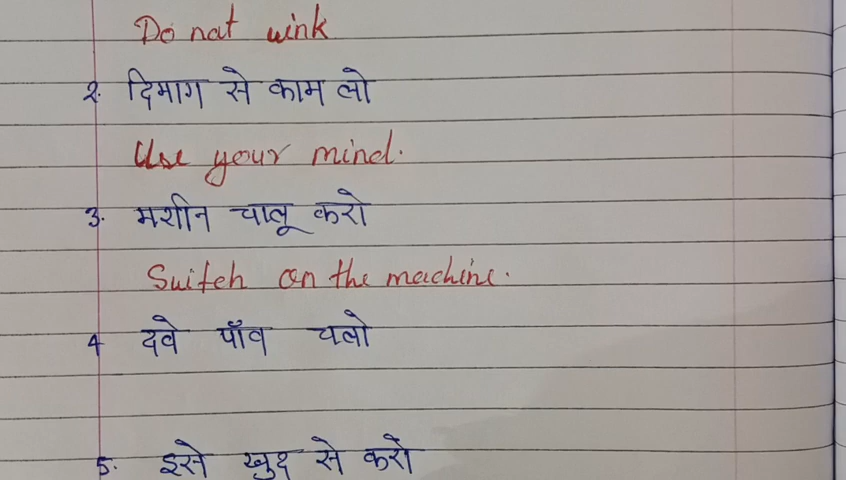 Do not wink
2. दिमाग से काम लो
Use your mind.
3. मशीन चालू करो
Switch on the machine.
4 दवे पाँव चलो
5. इसे खुद से करो